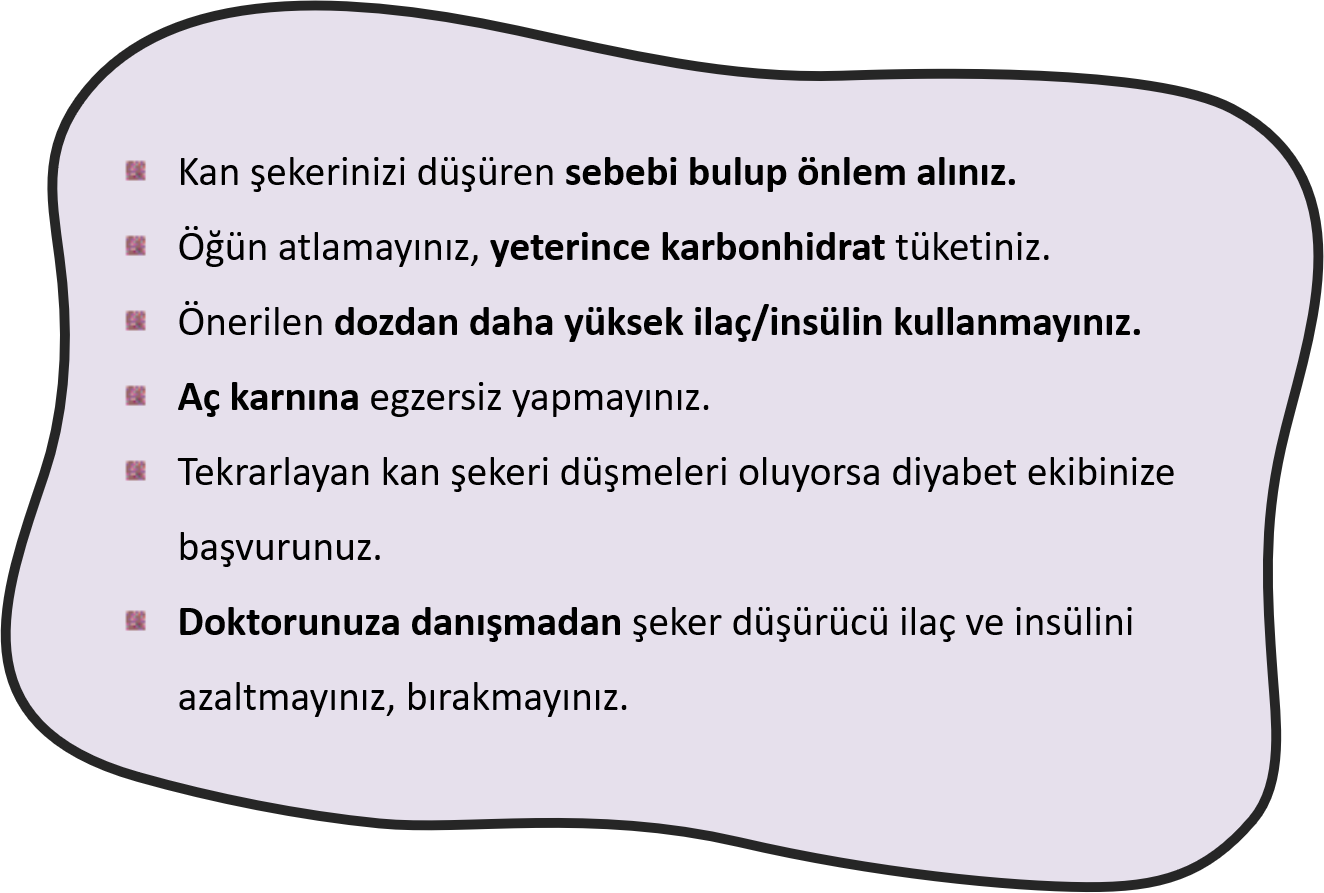 Kan şekerinizi düşüren sebebi bulup önlem alınız.
Öğün atlamayınız, yeterince karbonhidrat tüketiniz.
Önerilen dozdan daha yüksek ilaç/insülin kullanmayınız.
Aç karnına egzersiz yapmayınız.
Tekrarlayan kan şekeri düşmeleri oluyorsa diyabet ekibinize
başvurunuz.
Doktorunuza danışmadan şeker düşürücü ilaç ve insülini
azaltmayınız, bırakmayınız.